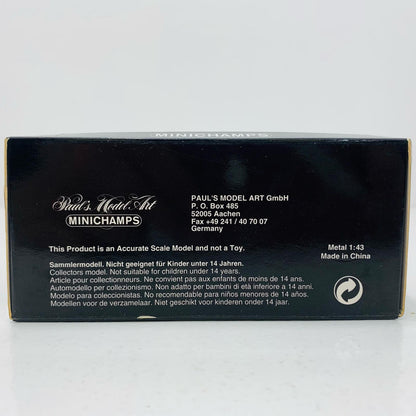 MINICHAMPS
Paul's Model Art
MINICHAMPS
PAUL'S MODEL ART GmbH
P. O. Box 485
52005 Aachen
Fax +49 241 / 40 70 07
Germany
This Product is an Accurate Scale Model and not a Toy.
Metal 1:43
Made in China
Sammlermodell. Nicht geeignet für Kinder unter 14 Jahren.
Collectors model. Not suitable for children under 14 years.
Article pour collectionneures. Ne convient pas aux enfants de moins de 14 ans.
Automodello per collezionismo. Non adatto per bambini di età inferiore a 14 anni.
Modelo para coleccionistas. No recomendable para niños menores de 14 años.
Modellen voor de verzamelaar. Niet geschikt voor kinderen onder 14 jaar.